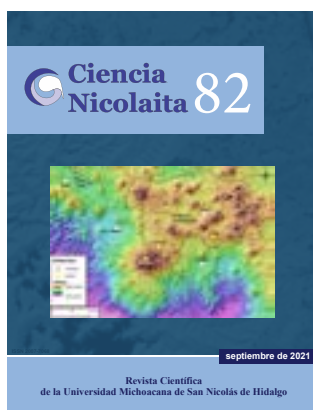 Ciencia
Nicolaita
82
septiembre de 2021
Revista Científica
de la Universidad Michoacana de San Nicolás de Hidalgo